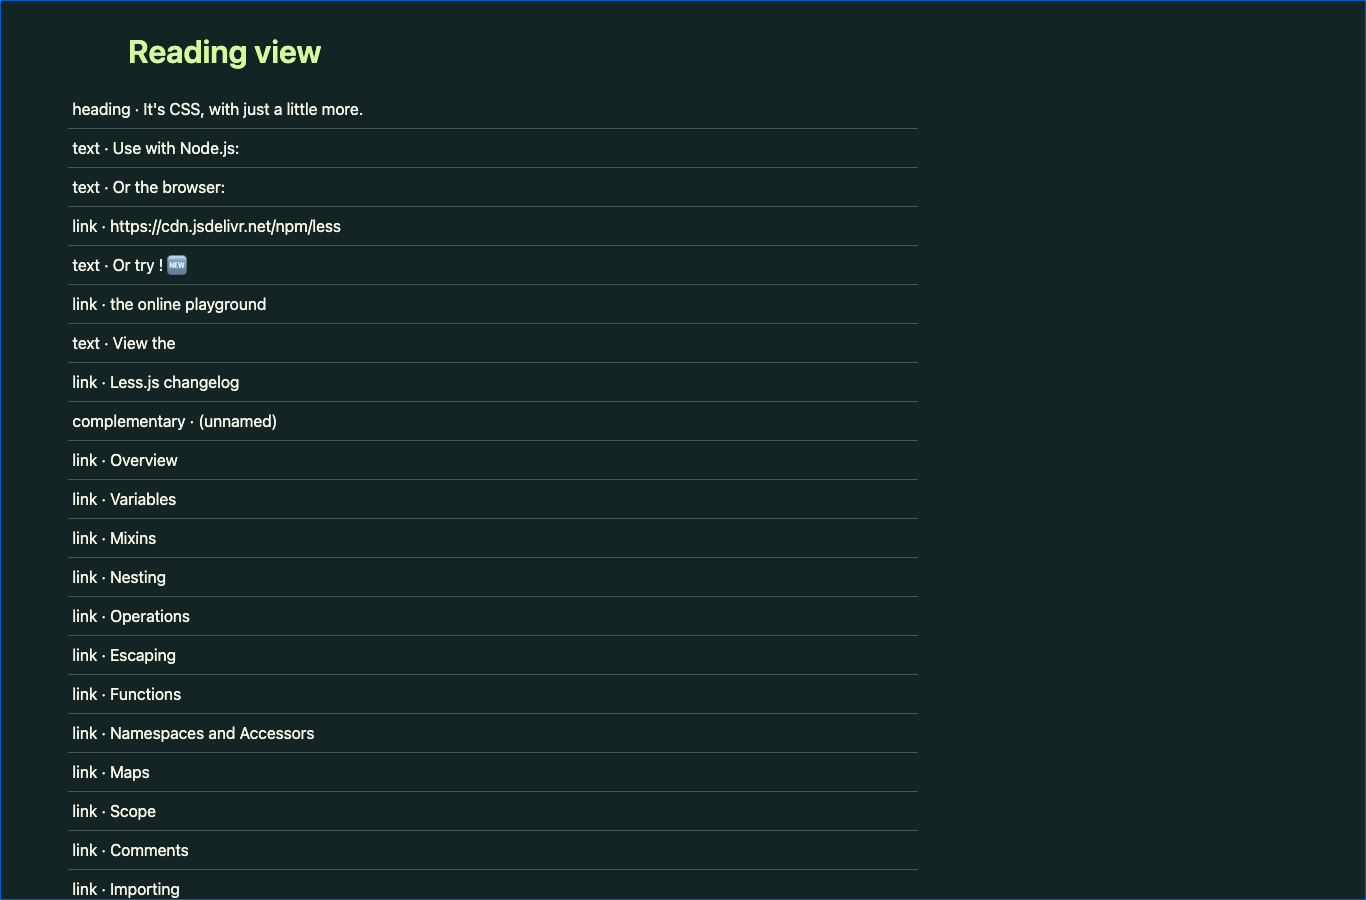 Reading view
heading · It's CSS, with just a little more.
text · Use with Node.js:
text · Or the browser:
link · https://cdn.jsdelivr.net/npm/less
text · Or try ! 🆕
link · the online playground
text · View the
link · Less.js changelog
complementary · (unnamed)
link · Overview
link · Variables
link · Mixins
link · Nesting
link · Operations
link · Escaping
link · Functions
link · Namespaces and Accessors
link · Maps
link · Scope
link · Comments
link · Importing